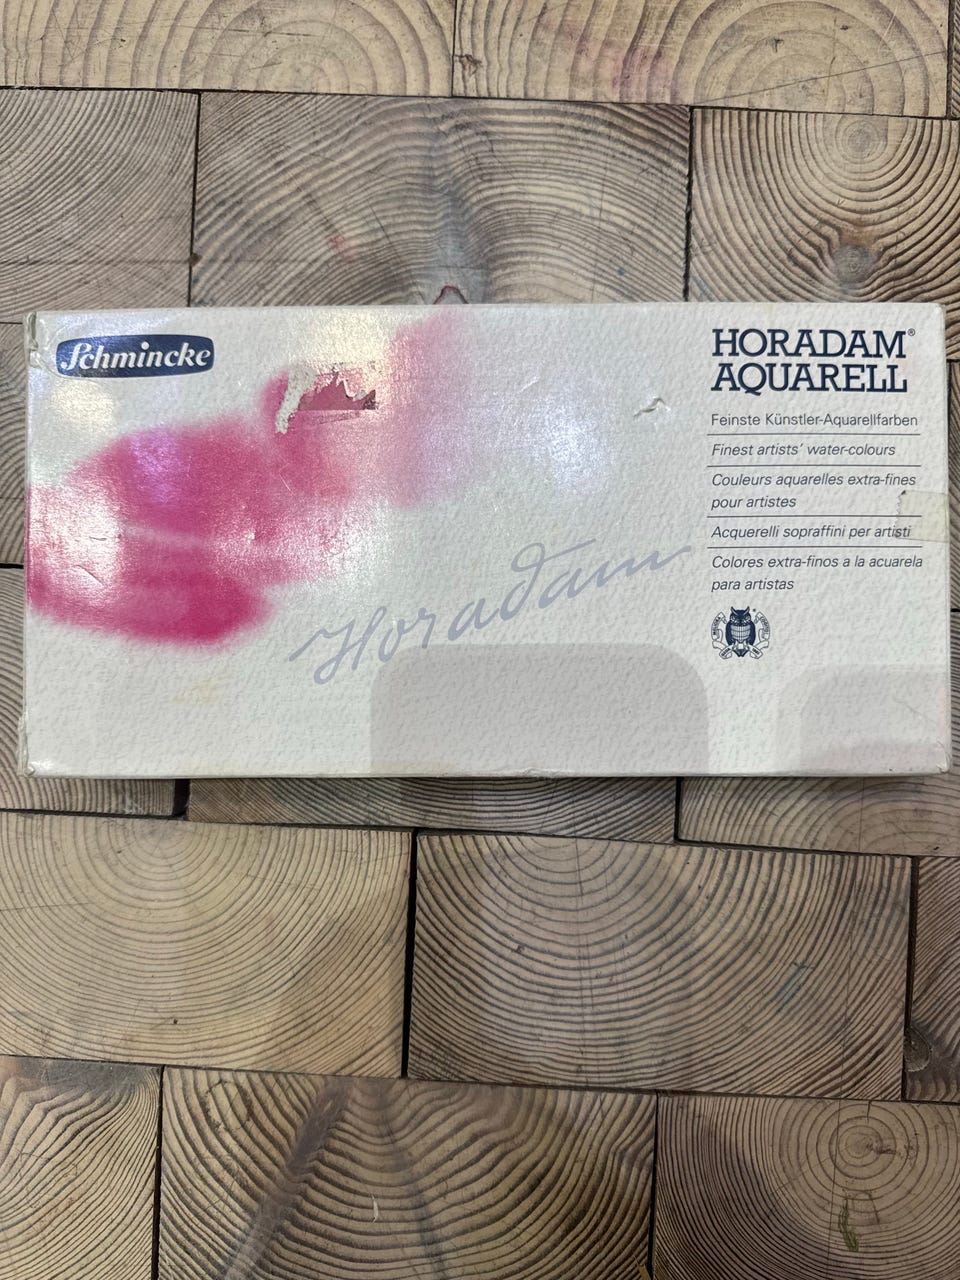 Schmincke
HORADAM®
AQUARELL
Feinste Künstler-Aquarellfarben
Finest artists' water-colours
Couleurs aquarelles extra-fines
pour artistes
Acquerelli sopraffini per artisti
Colores extra-finos a la acuarela
para artistas
Horadam